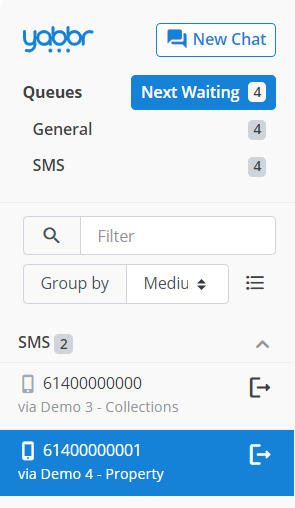 yabbr
New Chat
Queues
Next Waiting 4
General 4
SMS 4
Filter
Group by Mediu
SMS 2
61400000000
via Demo 3 - Collections
61400000001
via Demo 4 - Property